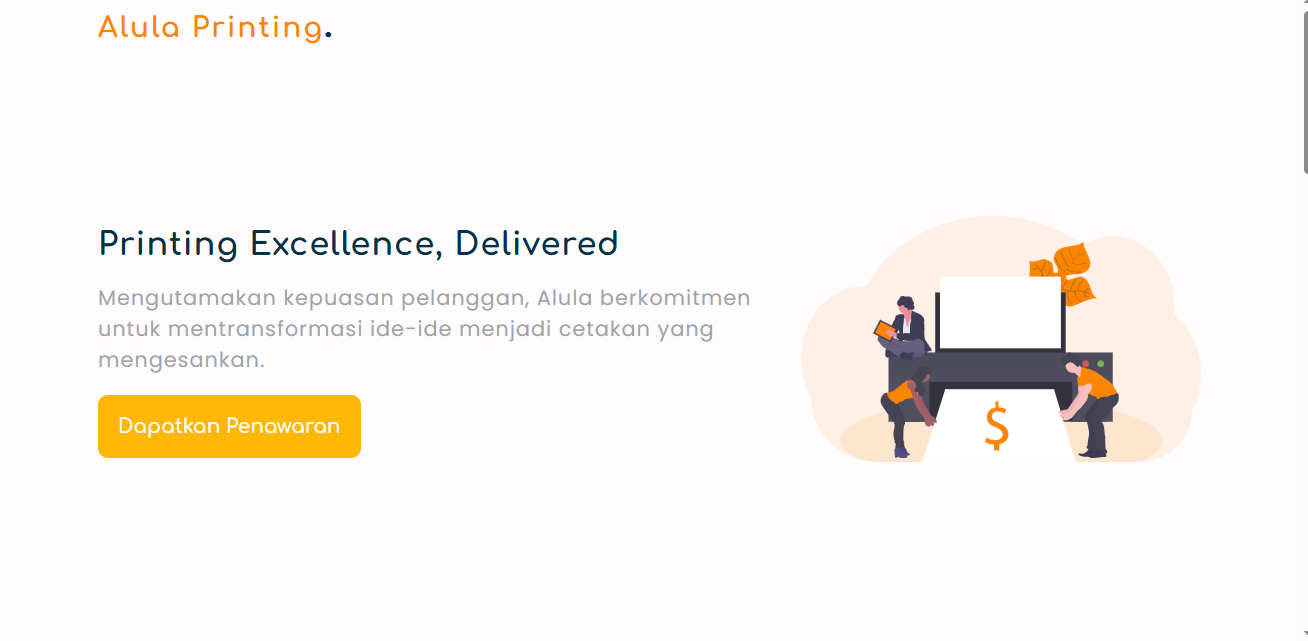 Alula Printing.
Printing Excellence, Delivered
Mengutamakan kepuasan pelanggan, Alula berkomitmen
untuk mentransformasi ide-ide menjadi cetakan yang
mengesankan.
Dapatkan Penawaran
$